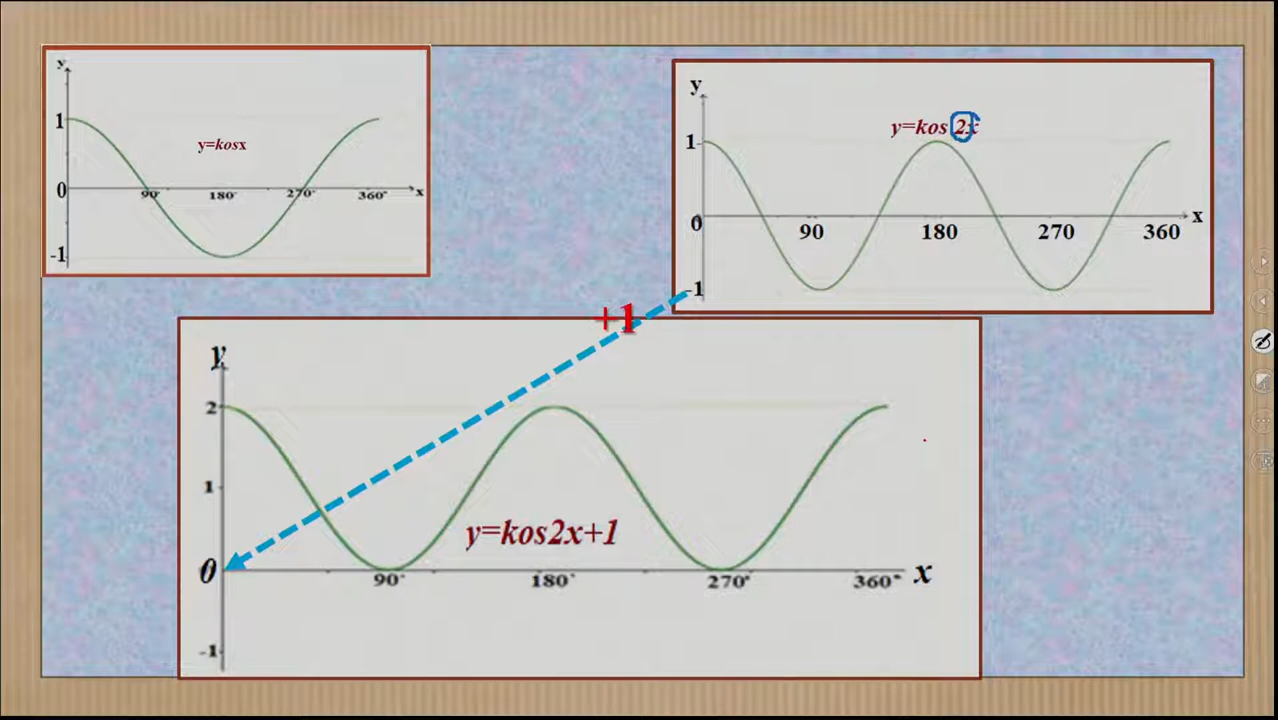 y
1
y=kosx
0
90°
180°
270°
360°
x
-1
y
y=kos 2x
1
0
x
90
180
270
360
-1
+1
y
2
1
y=kos2x+1
0
90°
180°
270°
360°
x
-1